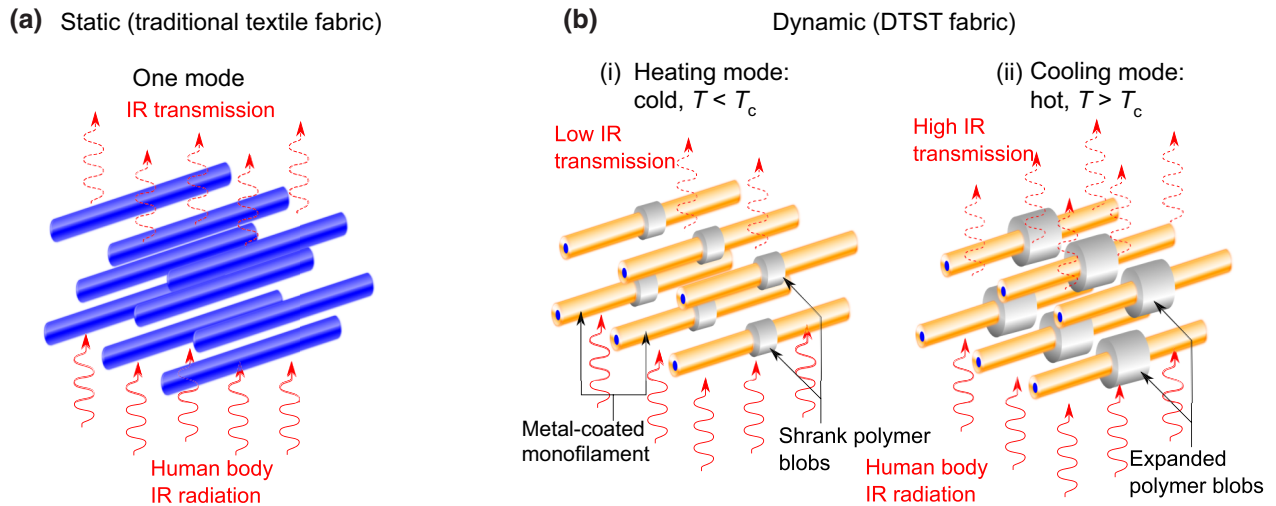 (a) Static (traditional textile fabric)
One mode
IR transmission
Human body
IR radiation
(b) Dynamic (DTST fabric)
(i) Heating mode:
cold, T < Tc
Low IR
transmission
Metal-coated
monofilament
Shrank polymer
blobs
(ii) Cooling mode:
hot, T > Tc
High IR
transmission
Human body
IR radiation
Expanded
polymer blobs